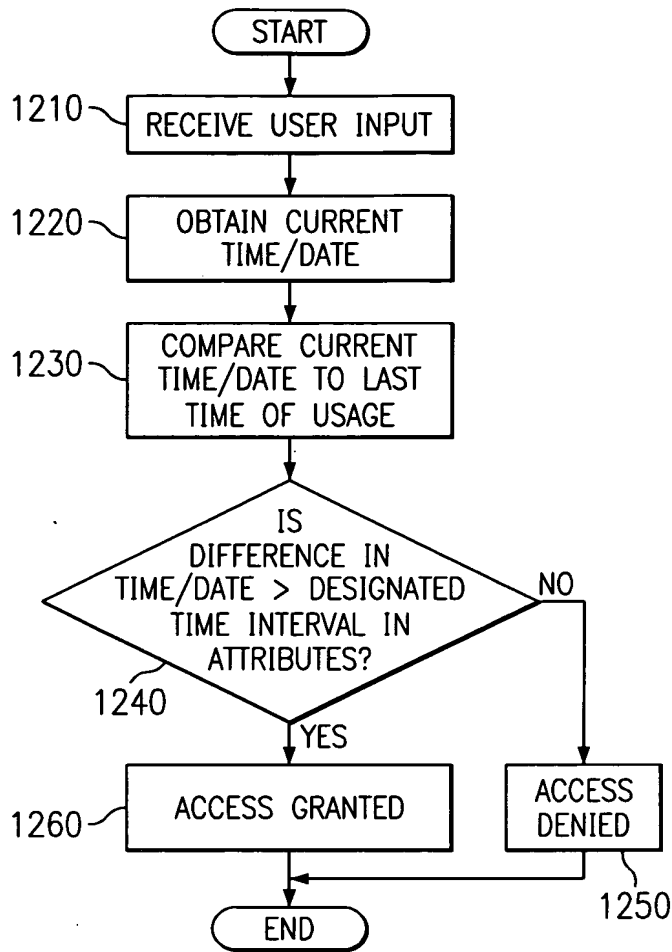 START
1210
RECEIVE USER INPUT
1220
OBTAIN CURRENT
TIME/DATE
1230
COMPARE CURRENT
TIME/DATE TO LAST
TIME OF USAGE
IS
DIFFERENCE IN
TIME/DATE > DESIGNATED
TIME INTERVAL IN
ATTRIBUTES?
NO
1240
YES
1260
ACCESS GRANTED
ACCESS
DENIED
1250
END